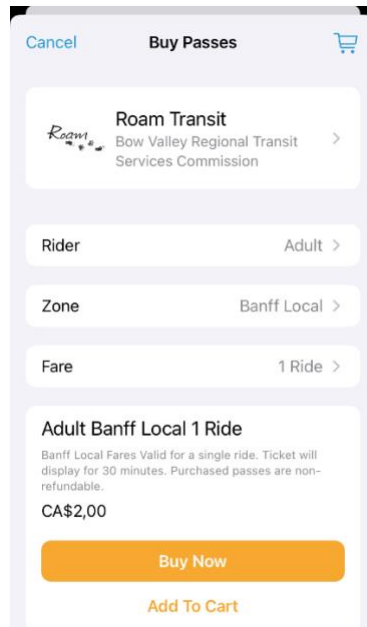 Cancel Buy Passes
Roam
Roam Transit
Bow Valley Regional Transit
Services Commission
Rider Adult
Zone Banff Local
Fare 1 Ride
Adult Banff Local 1 Ride
Banff Local Fares Valid for a single ride. Ticket will
display for 30 minutes. Purchased passes are non-
refundable.
CA$2,00
Buy Now
Add To Cart